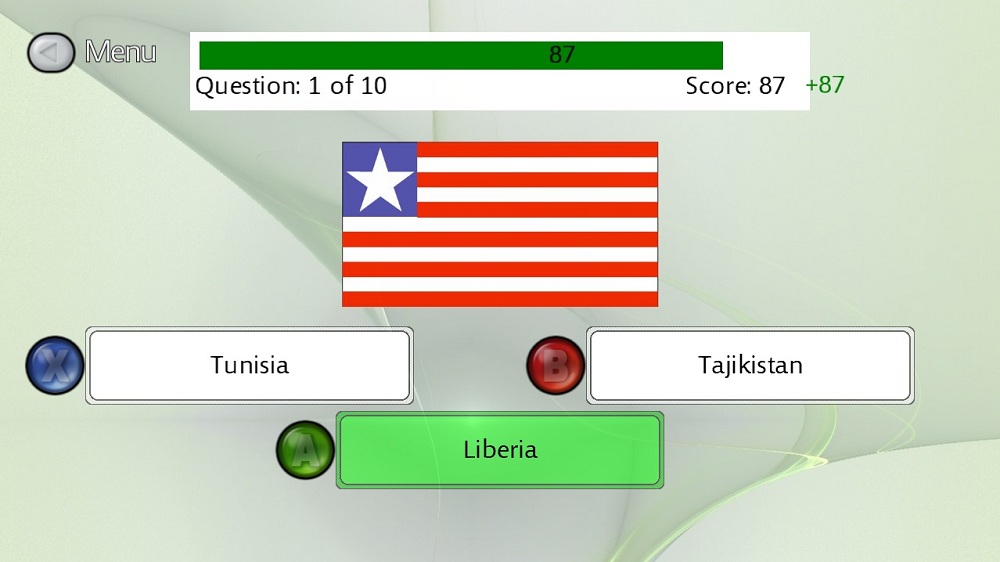 Menu
87
Question: 1 of 10
Score: 87 +87
X
Tunisia
B
Tajikistan
A
Liberia